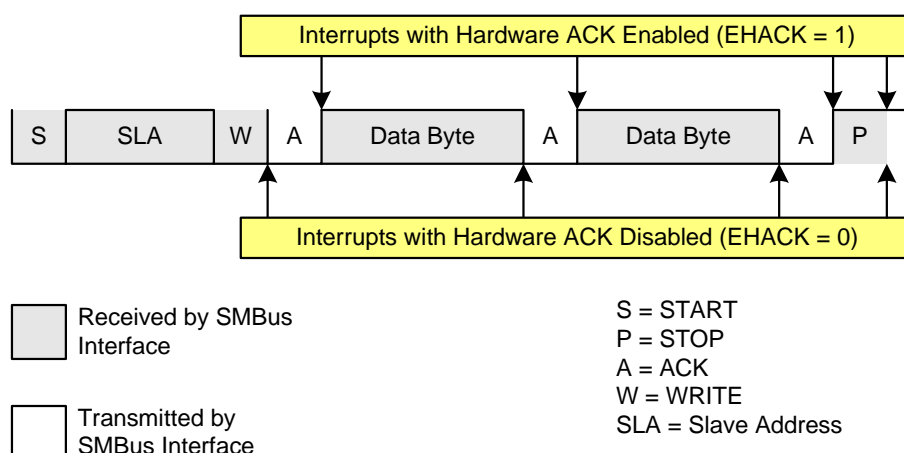 Interrupts with Hardware ACK Enabled (EHACK = 1)
S SLA W A Data Byte A Data Byte A P
Interrupts with Hardware ACK Disabled (EHACK = 0)
Received by SMBus
Interface
Transmitted by
SMBus Interface
S = START
P = STOP
A = ACK
W = WRITE
SLA = Slave Address